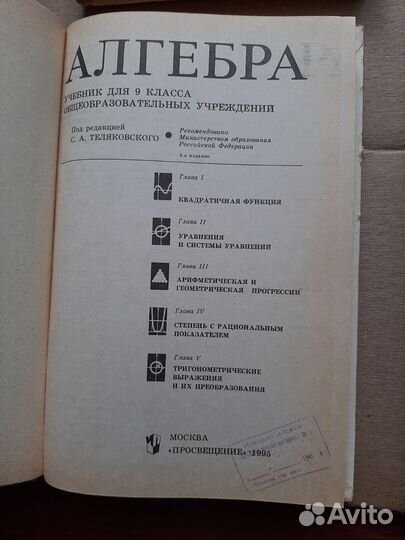 АЛГЕБРА
УЧЕБНИК ДЛЯ 9 КЛАССА
ОБЩЕОБРАЗОВАТЕЛЬНЫХ УЧРЕЖДЕНИЙ
Под редакцией
С. А. ТЕЛЯКОВСКОГО
Рекомендовано
Министерством образования
Российской Федерации
3-е издание
Глава I
КВАДРАТИЧНАЯ ФУНКЦИЯ
Глава II
УРАВНЕНИЯ
И СИСТЕМЫ УРАВНЕНИЙ
Глава III
АРИФМЕТИЧЕСКАЯ И
ГЕОМЕТРИЧЕСКАЯ ПРОГРЕССИИ
Глава IV
СТЕПЕНЬ С РАЦИОНАЛЬНЫМ
ПОКАЗАТЕЛЕМ
Глава V
ТРИГОНОМЕТРИЧЕСКИЕ
ВЫРАЖЕНИЯ
И ИХ ПРЕОБРАЗОВАНИЯ
МОСКВА
«ПРОСВЕЩЕНИЕ» 1995
Avito